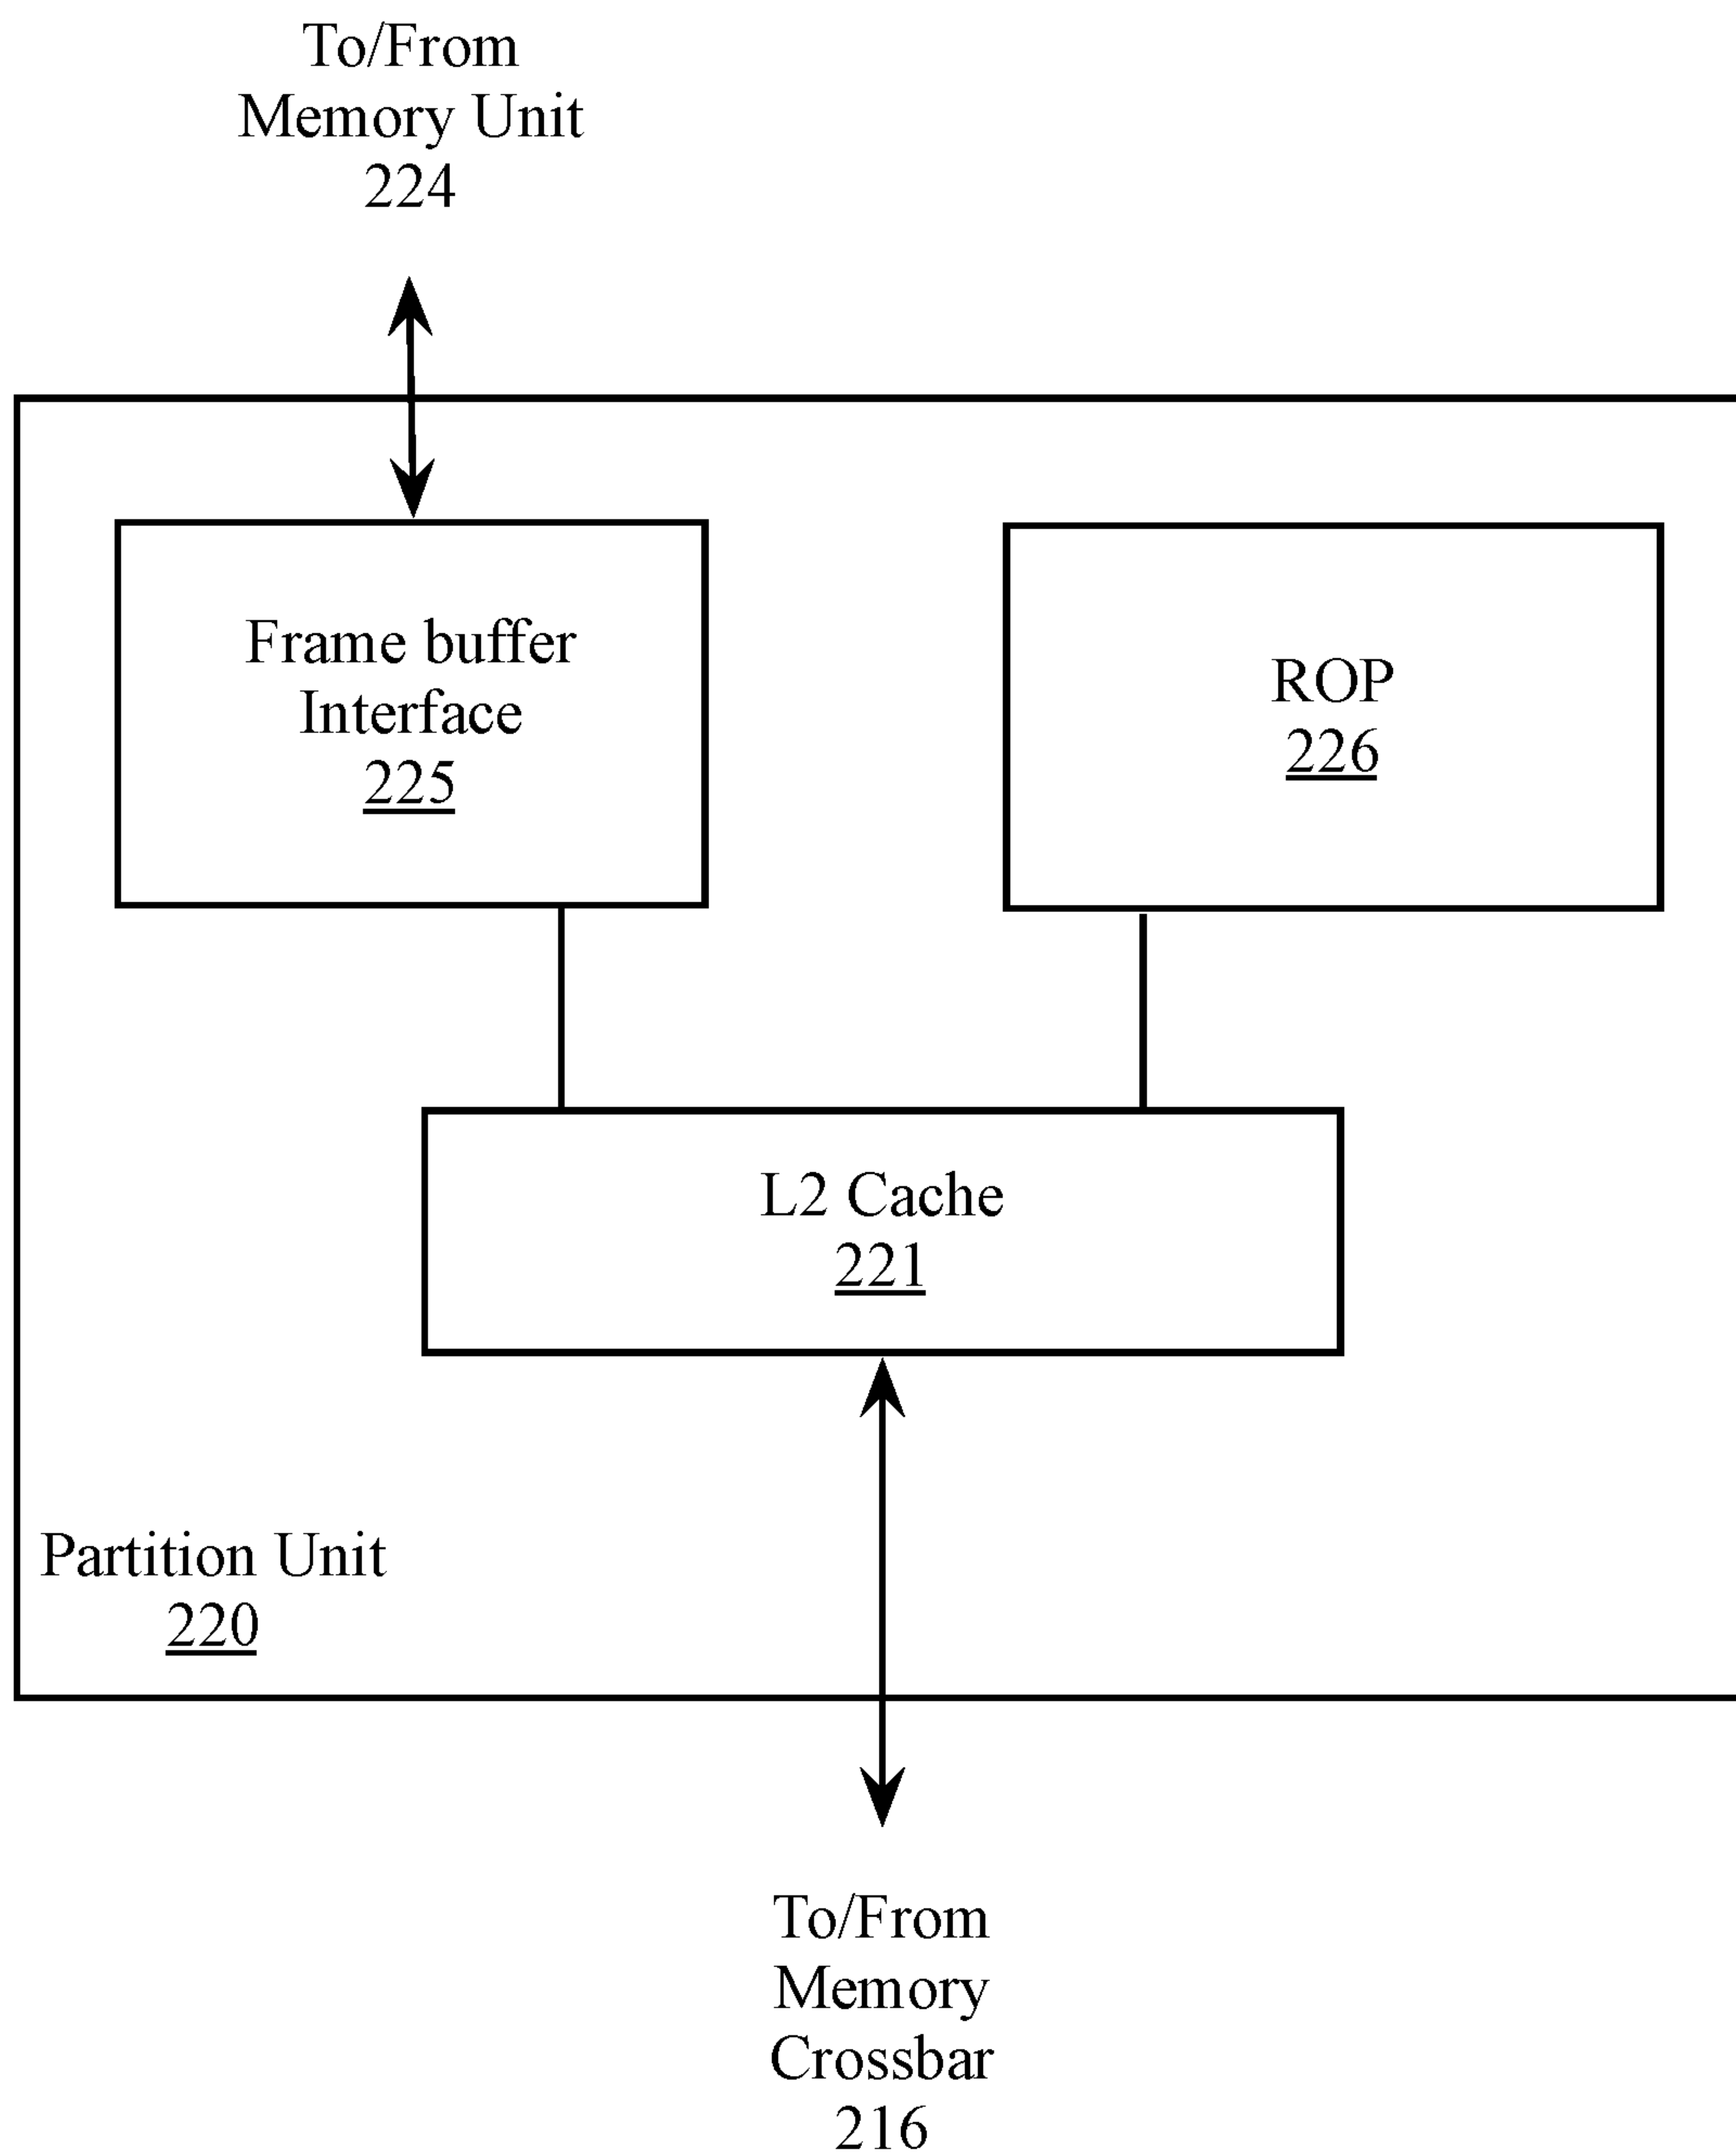 To/From
Memory Unit
224
Frame buffer
Interface
225
ROP
226
L2 Cache
221
Partition Unit
220
To/From
Memory
Crossbar
216